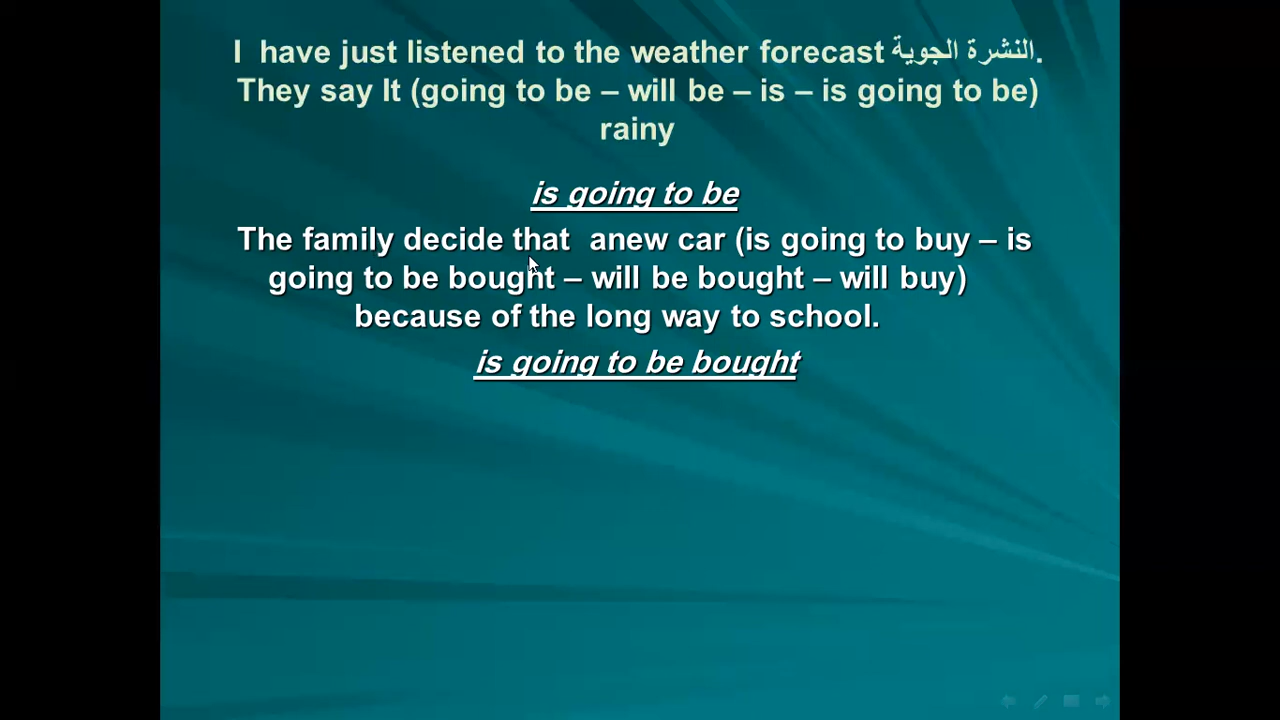 I have just listened to the weather forecast النشرة الجوية.
They say It (going to be – will be – is – is going to be)
rainy
is going to be
The family decide that anew car (is going to buy – is
going to be bought – will be bought – will buy)
because of the long way to school.
is going to be bought